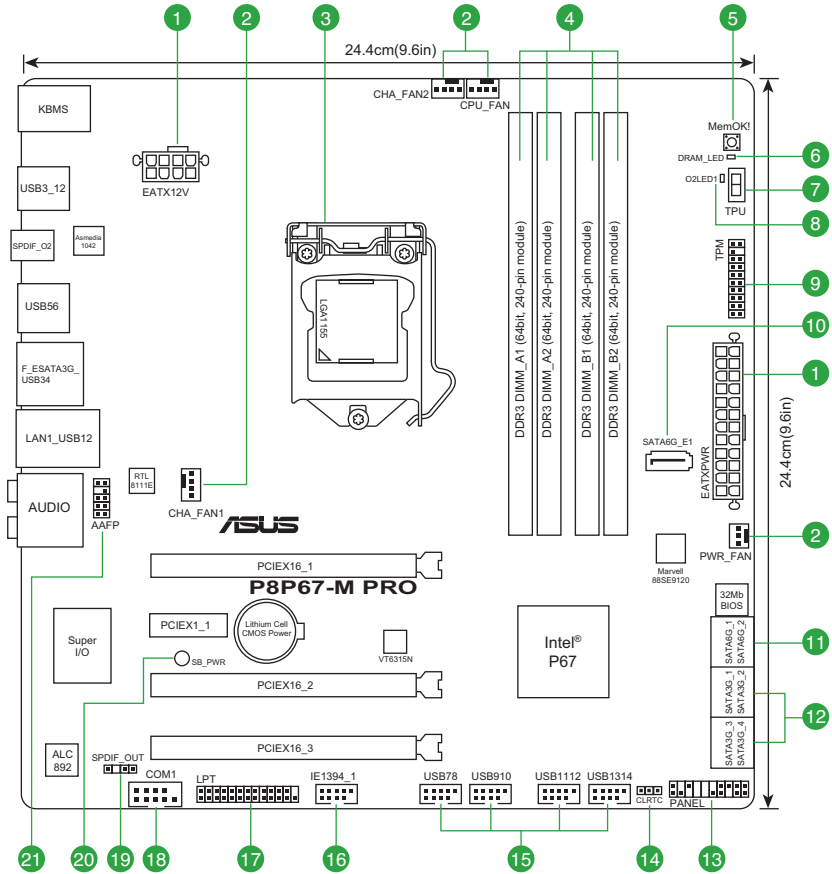 1
2
3
2
4
5
24.4cm(9.6in)
KBMS
CHA_FAN2
CPU_FAN
MemOK!
DRAM_LED
6
EATX12V
USB3_12
O2LED1
7
TPU
8
SPDIF_O2
Asmedia
1042
TPM
9
USB56
LGA1155
DDR3 DIMM_A1 (64bit, 240-pin module)
DDR3 DIMM_A2 (64bit, 240-pin module)
DDR3 DIMM_B1 (64bit, 240-pin module)
DDR3 DIMM_B2 (64bit, 240-pin module)
10
F_ESATA3G_
USB34
1
24.4cm(9.6in)
LAN1_USB12
SATA6G_E1
EATXPWR
RTL
8111E
AUDIO
AAFP
CHA_FAN1
2
ASUS
2
PWR_FAN
Marvell
88SE9120
PCIEX16_1
P8P67-M PRO
32Mb
BIOS
PCIEX1_1
Lithium Cell
CMOS Power
Super
I/O
VT6315N
Intel®
P67
SATA6G_1
SATA6G_2
11
SB_PWR
PCIEX16_2
SATA3G_1
SATA3G_2
12
SATA3G_3
SATA3G_4
PCIEX16_3
ALC
892
SPDIF_OUT
COM1
LPT
IE1394_1
USB78
USB910
USB1112
USB1314
CLRTC
PANEL
21
20
19
18
17
16
15
14
13